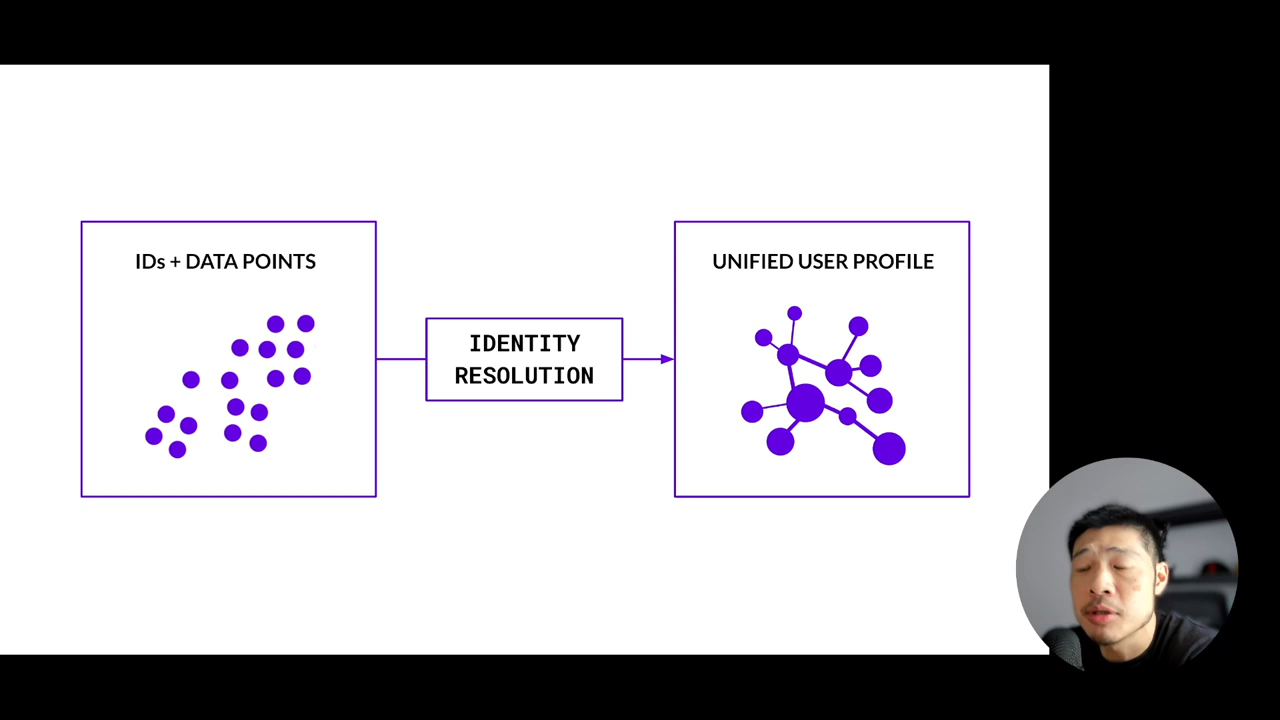 IDs + DATA POINTS
IDENTITY
RESOLUTION
UNIFIED USER PROFILE